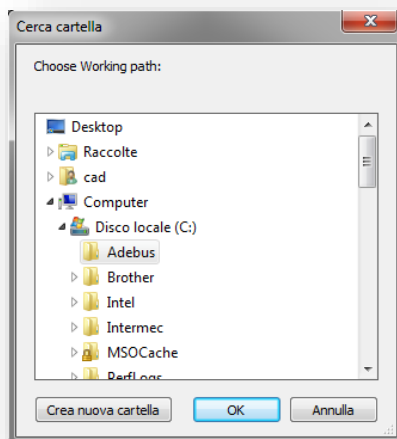 Cerca cartella
Choose Working path:
Desktop
Raccolte
cad
Computer
Disco locale (C:)
Adebus
Brother
Intel
Intermec
MSOCache
PerfLogs
Crea nuova cartella OK Annulla